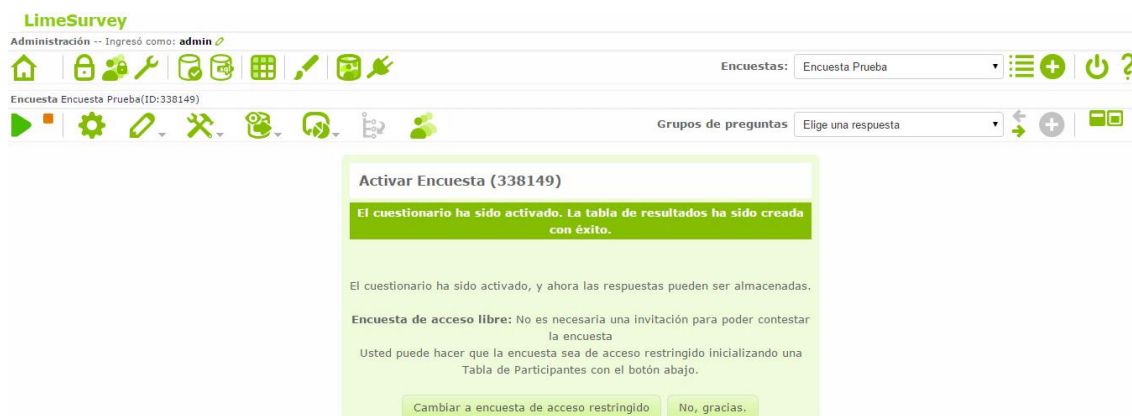 LimeSurvey
Administración -- Ingresó como: admin
Encuestas: Encuesta Prueba
?
Encuesta Encuesta Prueba(ID:338149)
Grupos de preguntas Elige una respuesta
Activar Encuesta (338149)
El cuestionario ha sido activado. La tabla de resultados ha sido creada
con éxito.
El cuestionario ha sido activado, y ahora las respuestas pueden ser almacenadas.
Encuesta de acceso libre: No es necesaria una invitación para poder contestar
la encuesta
Usted puede hacer que la encuesta sea de acceso restringido inicializando una
Tabla de Participantes con el botón abajo.
Cambiar a encuesta de acceso restringido No, gracias.